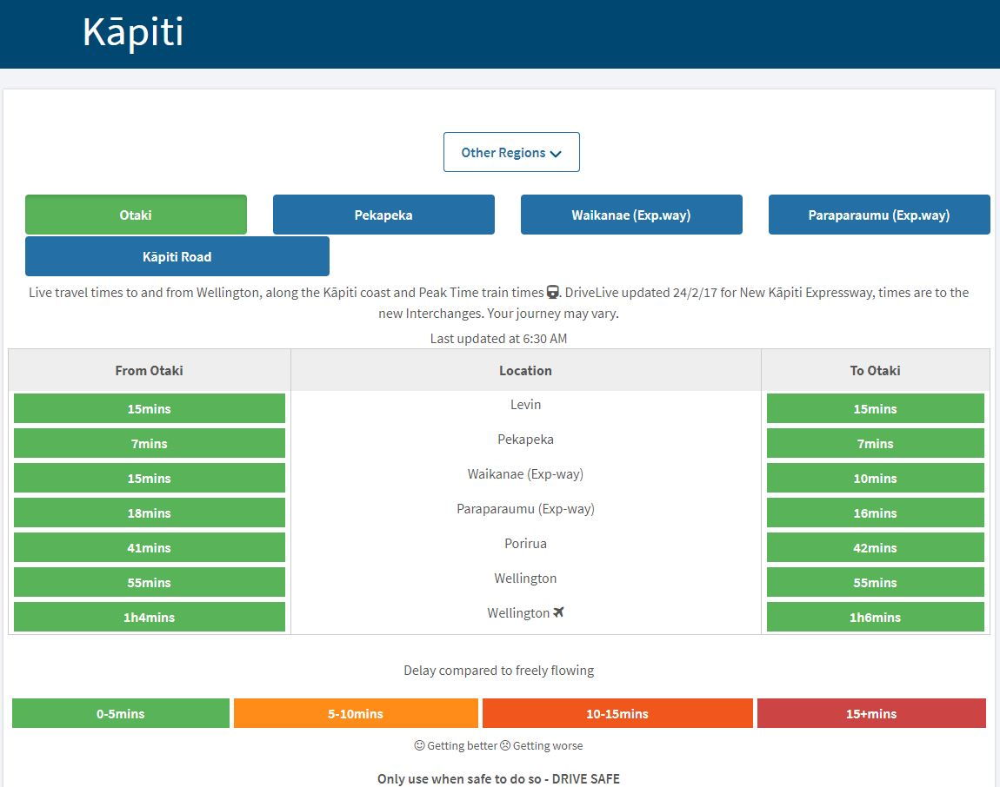 Kāpiti
Other Regions
Otaki Pekapeka Waikanae (Exp.way) Paraparaumu (Exp.way)
Kāpiti Road
Live travel times to and from Wellington, along the Kāpiti coast and Peak Time train times . DriveLive updated 24/2/17 for New Kāpiti Expressway, times are to the
new Interchanges. Your journey may vary.
Last updated at 6:30 AM
From Otaki Location To Otaki
15mins Levin 15mins
7mins Pekapeka 7mins
15mins Waikanae (Exp-way) 10mins
18mins Paraparaumu (Exp-way) 16mins
41mins Porirua 42mins
55mins Wellington 55mins
1h4mins Wellington 1h6mins
Delay compared to freely flowing
0-5mins 5-10mins 10-15mins 15+mins
Getting better Getting worse
Only use when safe to do so - DRIVE SAFE